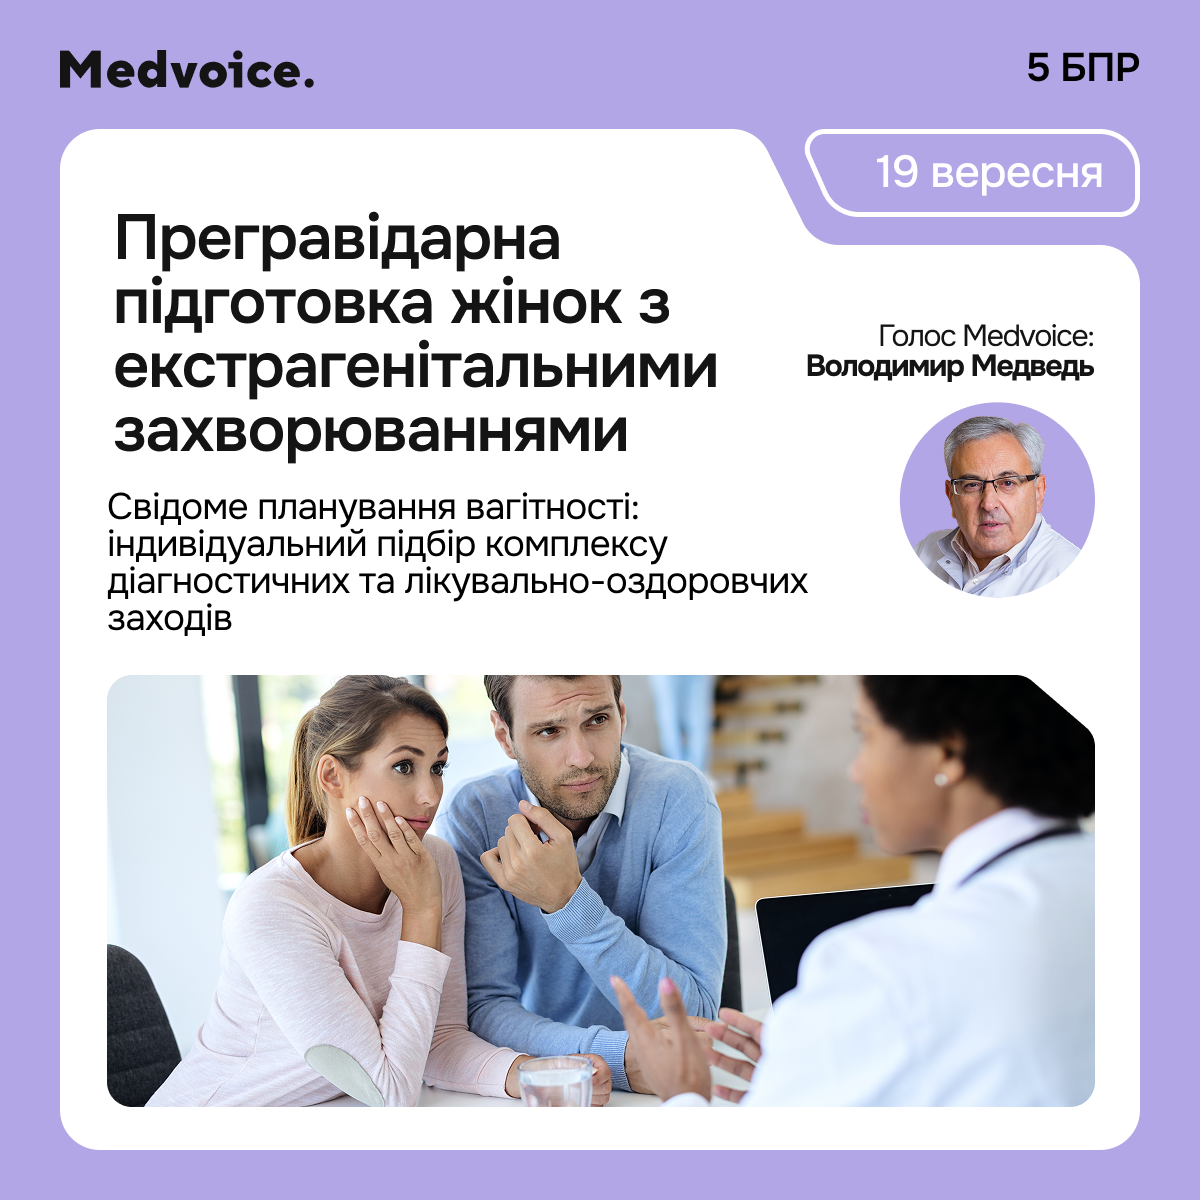 Medvoice.
5 БПР
19 вересня
Прегравідарна
підготовка жінок з
екстрагенітальними
захворюваннями
Голос Medvoice:
Володимир Медведь
Свідоме планування вагітності:
індивідуальний підбір комплексу
діагностичних та лікувально-оздоровчих
заходів